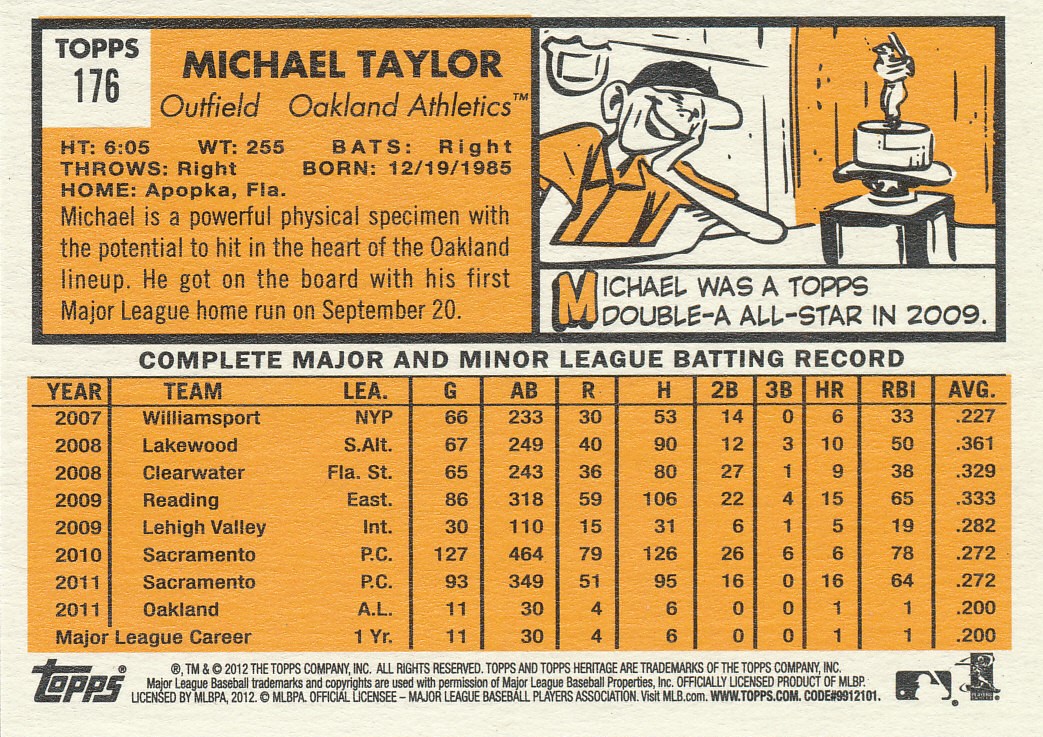 TOPPS
176
MICHAEL TAYLOR
Outfield Oakland Athletics™
HT: 6:05 WT: 255 BATS: Right
THROWS: Right BORN: 12/19/1985
HOME: Apopka, Fla.
Michael is a powerful physical specimen with
the potential to hit in the heart of the Oakland
lineup. He got on the board with his first
Major League home run on September 20.
MICHAEL WAS A TOPPS
DOUBLE-A ALL-STAR IN 2009.
COMPLETE MAJOR AND MINOR LEAGUE BATTING RECORD
YEAR TEAM LEA. G AB R H 2B 3B HR RBI AVG.
2007 Williamsport NYP 66 233 30 53 14 0 6 33 .227
2008 Lakewood S.Alt. 67 249 40 90 12 3 10 50 .361
2008 Clearwater Fla. St. 65 243 36 80 27 1 9 38 .329
2009 Reading East. 86 318 59 106 22 4 15 65 .333
2009 Lehigh Valley Int. 30 110 15 31 6 1 5 19 .282
2010 Sacramento P.C. 127 464 79 126 26 6 6 78 .272
2011 Sacramento P.C. 93 349 51 95 16 0 16 64 .272
2011 Oakland A.L. 11 30 4 6 0 0 1 1 .200
Major League Career 1 Yr. 11 30 4 6 0 0 1 1 .200
topps®
®, TM & © 2012 THE TOPPS COMPANY, INC. ALL RIGHTS RESERVED. TOPPS AND TOPPS HERITAGE ARE TRADEMARKS OF THE TOPPS COMPANY, INC.
Major League Baseball trademarks and copyrights are used with permission of Major League Baseball Properties, Inc. OFFICIALLY LICENSED PRODUCT OF MLBP.
LICENSED BY MLBPA, 2012. © MLBPA. OFFICIAL LICENSEE – MAJOR LEAGUE BASEBALL PLAYERS ASSOCIATION. Visit MLB.com. WWW.TOPPS.COM. CODE#9912101.